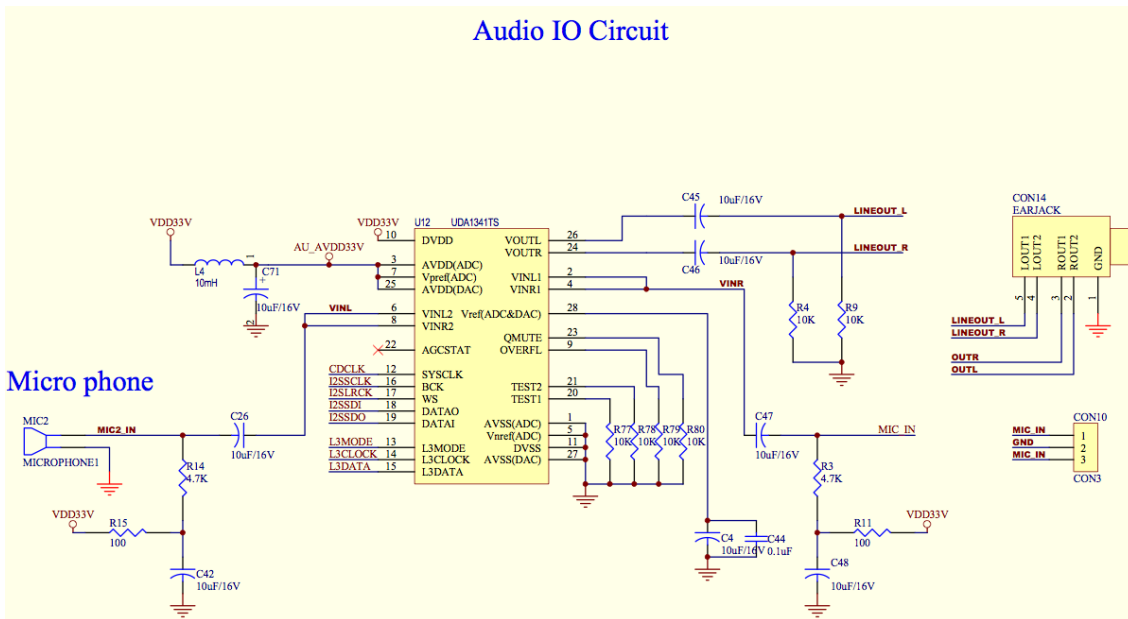 Audio IO Circuit
VDD33V
L4
10mH
1
C71
+
10uF/16V
2
AU_AVDD33V
VDD33V
U12
UDA1341TS
10
DVDD
3
AVDD(ADC)
7
Vpref(ADC)
25
AVDD(DAC)
VINL
6
VINL2
8
VINR2
22
AGCSTAT
CDCLK
12
SYSCLK
I2SSCLK
16
BCK
I2SLRCK
17
WS
I2SSDI
18
DATAO
I2SSDO
19
DATAI
L3MODE
13
L3MODE
L3CLOCK
14
L3CLOCK
L3DATA
15
L3DATA
VOUTL
26
VOUTR
24
VINL1
2
VINR1
4
Vref(ADC&DAC)
28
QMUTE
23
OVERFL
9
TEST2
21
TEST1
20
AVSS(ADC)
1
Vnref(ADC)
5
DVSS
11
AVSS(DAC)
27
C45
10uF/16V
LINEOUT_L
C46
10uF/16V
LINEOUT_R
VINR
R4
10K
R9
10K
R77
10K
R78
10K
R79
10K
R80
10K
C4
10uF/16V
C44
0.1uF
C47
10uF/16V
MIC_IN
R3
4.7K
R11
100
VDD33V
C48
10uF/16V
CON14
EARJACK
LOUT1
LOUT2
ROUT1
ROUT2
GND
5
4
3
2
1
LINEOUT_L
LINEOUT_R
OUTR
OUTL
CON10
MIC_IN
1
GND
2
MIC_IN
3
CON3
Micro phone
MIC2
MICROPHONE1
MIC2_IN
C26
10uF/16V
R14
4.7K
VDD33V
R15
100
C42
10uF/16V